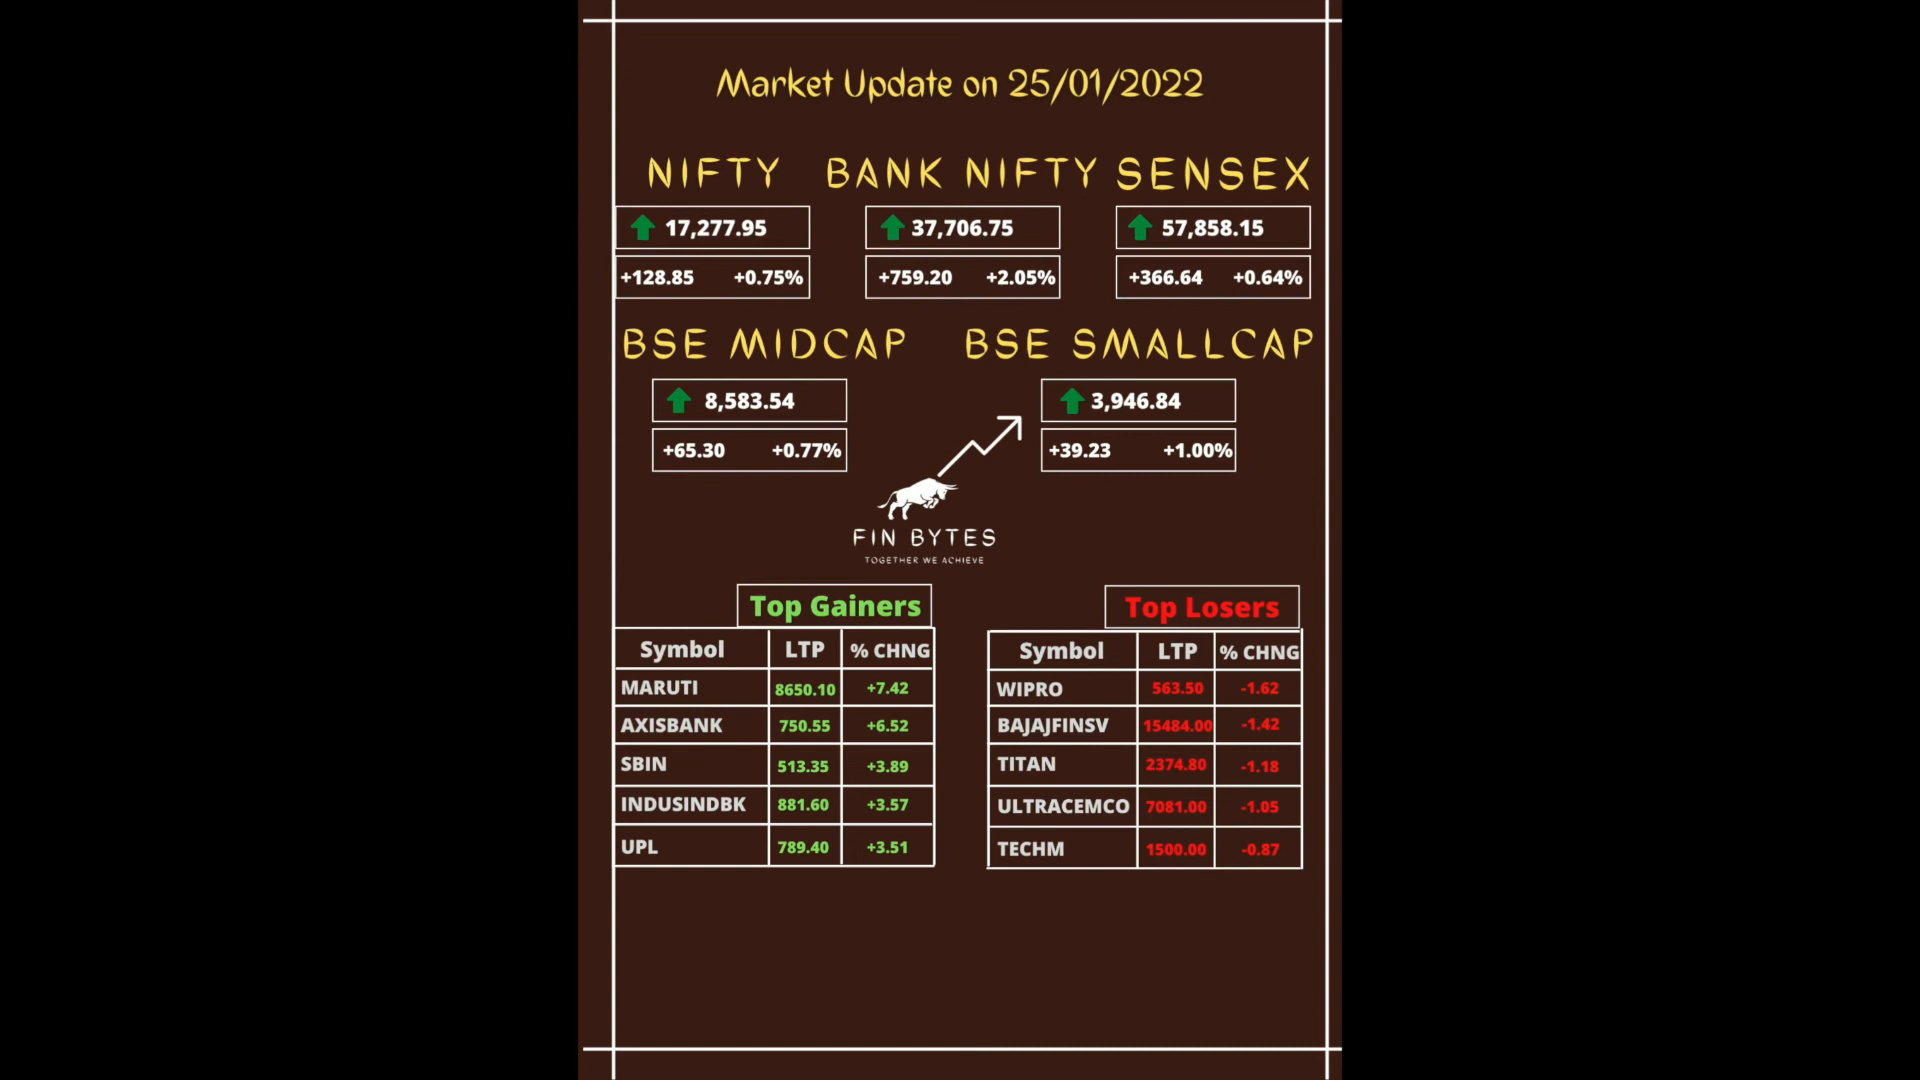 Market Update on 25/01/2022
NIFTY BANK NIFTY SENSEX
17,277.95 37,706.75 57,858.15
+128.85 +0.75% +759.20 +2.05% +366.64 +0.64%
BSE MIDCAP BSE SMALLCAP
8,583.54 3,946.84
+65.30 +0.77% +39.23 +1.00%
FIN BYTES
TOGETHER WE ACHIEVE
Top Gainers Top Losers
Symbol LTP % CHNG Symbol LTP % CHNG
MARUTI 8650.10 +7.42 WIPRO 563.50 -1.62
AXISBANK 750.55 +6.52 BAJAJFINSV 15484.00 -1.42
SBIN 513.35 +3.89 TITAN 2374.80 -1.18
INDUSINDBK 881.60 +3.57 ULTRACEMCO 7081.00 -1.05
UPL 789.40 +3.51 TECHM 1500.00 -0.87